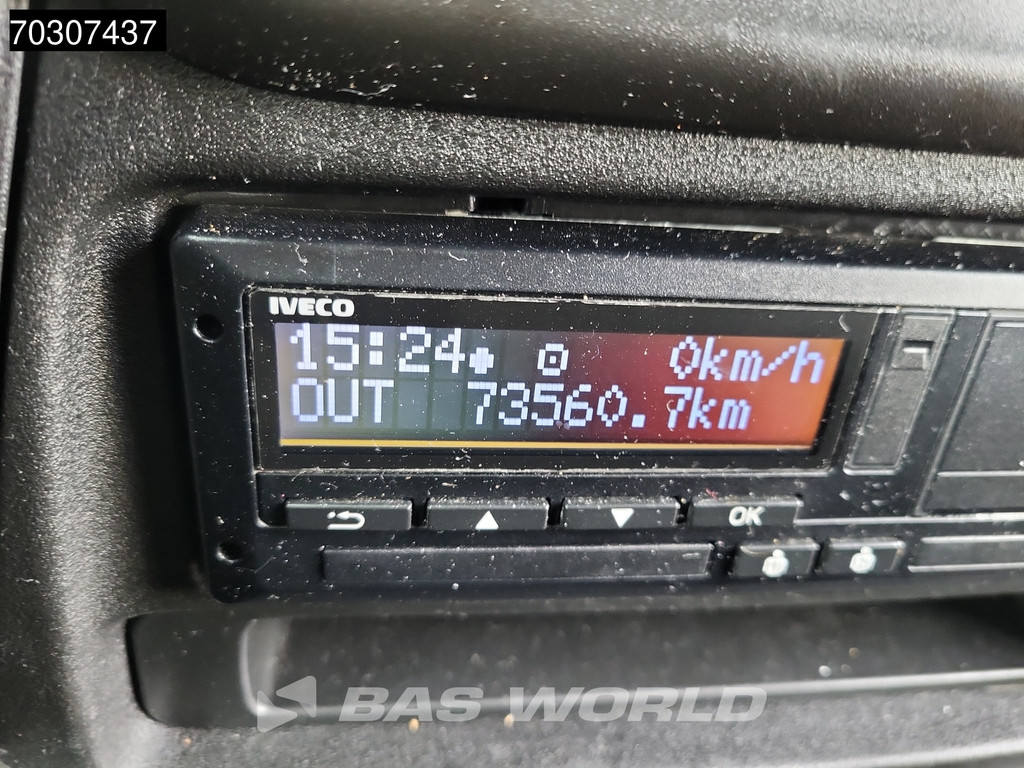 70307437
IVECO
15:24 0km/h
OUT 73560.7km
OK
BAS WORLD